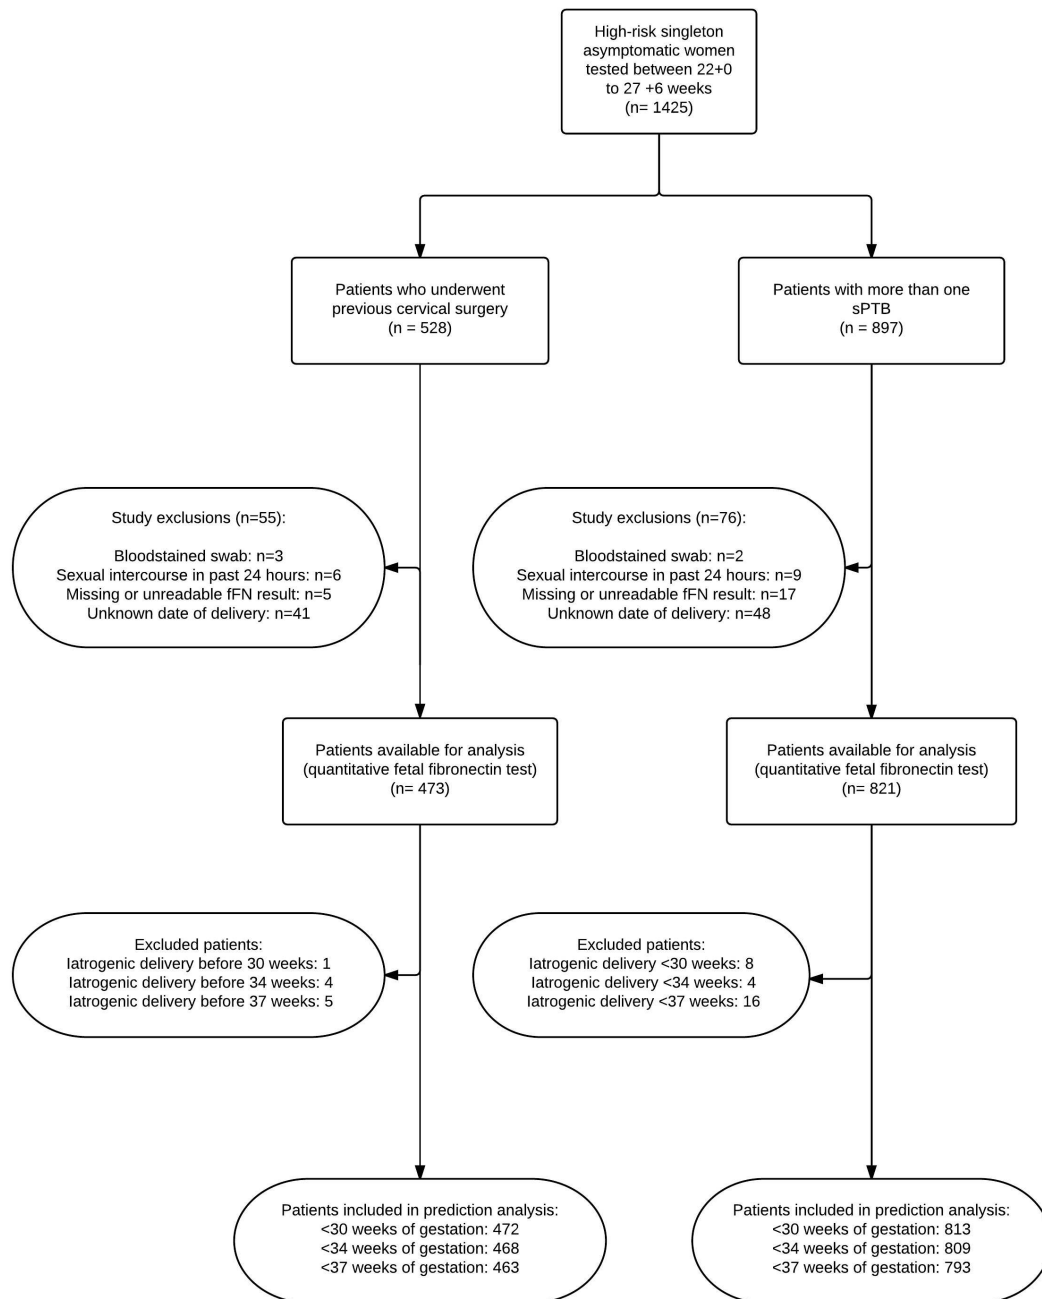 High-risk singleton
asymptomatic women
tested between 22+0
to 27 +6 weeks
(n= 1425)
Patients who underwent
previous cervical surgery
(n = 528)
Patients with more than one
sPTB
(n = 897)
Study exclusions (n=55):
Bloodstained swab: n=3
Sexual intercourse in past 24 hours: n=6
Missing or unreadable fFN result: n=5
Unknown date of delivery: n=41
Study exclusions (n=76):
Bloodstained swab: n=2
Sexual intercourse in past 24 hours: n=9
Missing or unreadable fFN result: n=17
Unknown date of delivery: n=48
Patients available for analysis
(quantitative fetal fibronectin test)
(n= 473)
Patients available for analysis
(quantitative fetal fibronectin test)
(n= 821)
Excluded patients:
Iatrogenic delivery before 30 weeks: 1
Iatrogenic delivery before 34 weeks: 4
Iatrogenic delivery before 37 weeks: 5
Excluded patients:
Iatrogenic delivery <30 weeks: 8
Iatrogenic delivery <34 weeks: 4
Iatrogenic delivery <37 weeks: 16
Patients included in prediction analysis:
<30 weeks of gestation: 472
<34 weeks of gestation: 468
<37 weeks of gestation: 463
Patients included in prediction analysis:
<30 weeks of gestation: 813
<34 weeks of gestation: 809
<37 weeks of gestation: 793